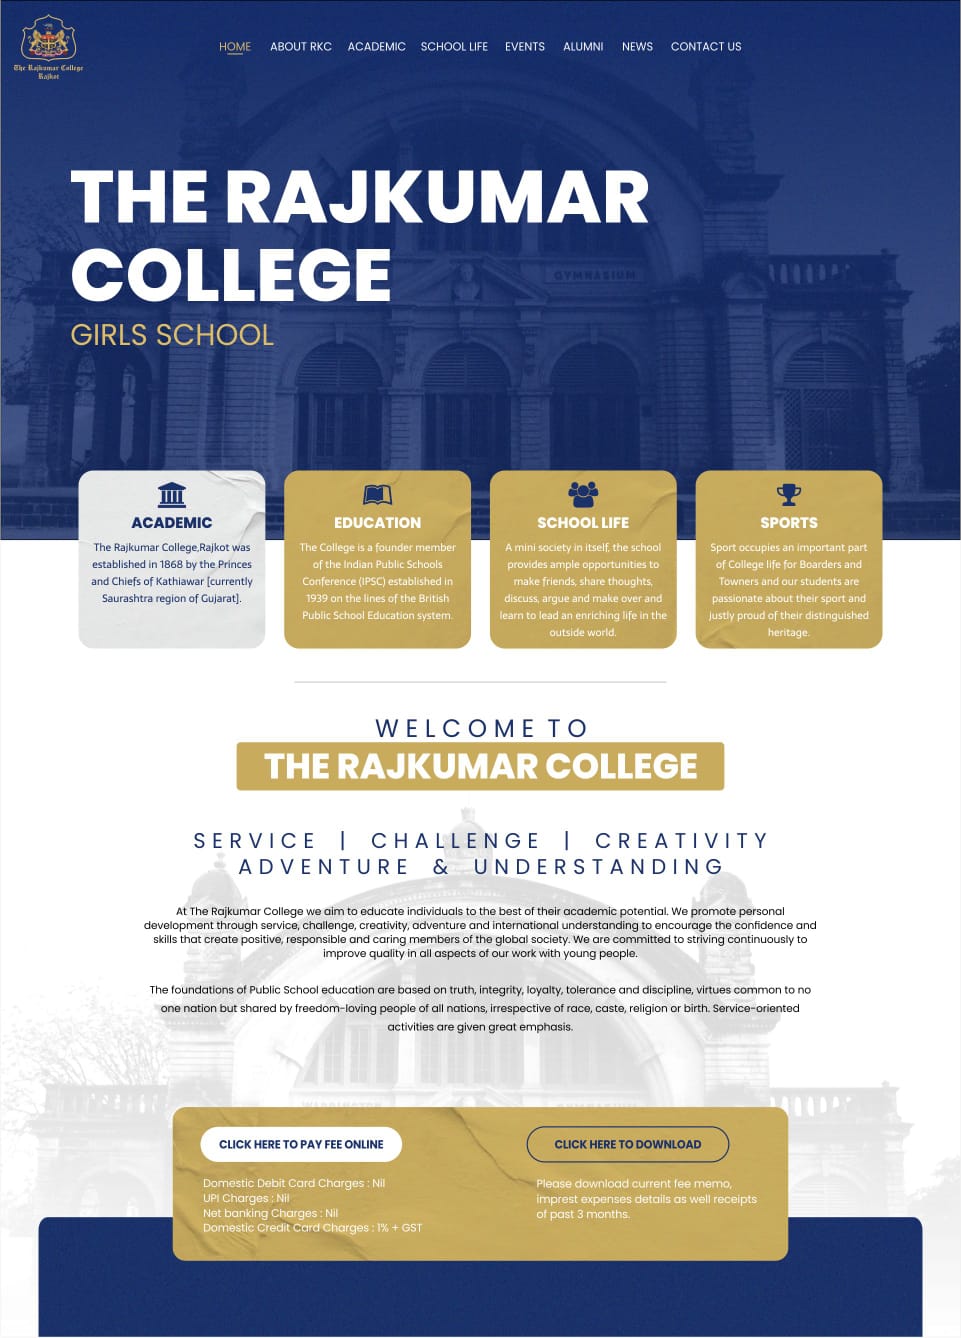 The Rajkumar College
Rajkot
HOME ABOUT RKC ACADEMIC SCHOOL LIFE EVENTS ALUMNI NEWS CONTACT US
THE RAJKUMAR
COLLEGE
GIRLS SCHOOL
GYMNASIUM
ACADEMIC
The Rajkumar College,Rajkot was
established in 1868 by the Princes
and Chiefs of Kathiawar [currently
Saurashtra region of Gujarat].
EDUCATION
The College is a founder member
of the Indian Public Schools
Conference (IPSC) established in
1939 on the lines of the British
Public School Education system.
SCHOOL LIFE
A mini society in itself, the school
provides ample opportunities to
make friends, share thoughts,
discuss, argue and make over and
learn to lead an enriching life in the
outside world.
SPORTS
Sport occupies an important part
of College life for Boarders and
Towners and our students are
passionate about their sport and
justly proud of their distinguished
heritage.
WELCOME TO
THE RAJKUMAR COLLEGE
SERVICE | CHALLENGE | CREATIVITY
ADVENTURE & UNDERSTANDING
At The Rajkumar College we aim to educate individuals to the best of their academic potential. We promote personal
development through service, challenge, creativity, adventure and international understanding to encourage the confidence and
skills that create positive, responsible and caring members of the global society. We are committed to striving continuously to
improve quality in all aspects of our work with young people.
The foundations of Public School education are based on truth, integrity, loyalty, tolerance and discipline, virtues common to no
one nation but shared by freedom-loving people of all nations, irrespective of race, caste, religion or birth. Service-oriented
activities are given great emphasis.
WADDINGTON GYMNASIUM
CLICK HERE TO PAY FEE ONLINE
Domestic Debit Card Charges : Nil
UPI Charges : Nil
Net banking Charges : Nil
Domestic Credit Card Charges : 1% + GST
CLICK HERE TO DOWNLOAD
Please download current fee memo,
imprest expenses details as well receipts
of past 3 months.